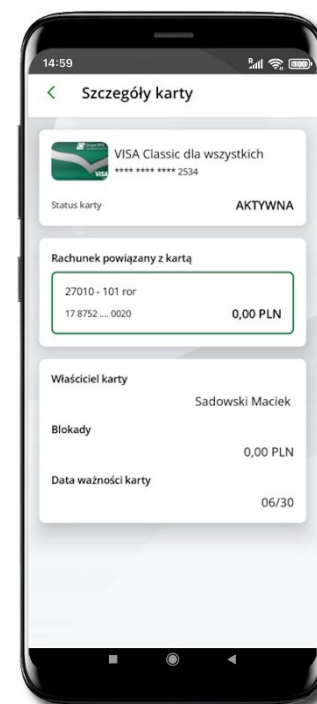 14:59
Szczegóły karty
VISA Classic dla wszystkich
**** **** **** 2534
VISA
Status karty AKTYWNA
Rachunek powiązany z kartą
27010 - 101 ror
17 8752 .... 0020 0,00 PLN
Właściciel karty
Sadowski Maciek
Blokady
0,00 PLN
Data ważności karty
06/30